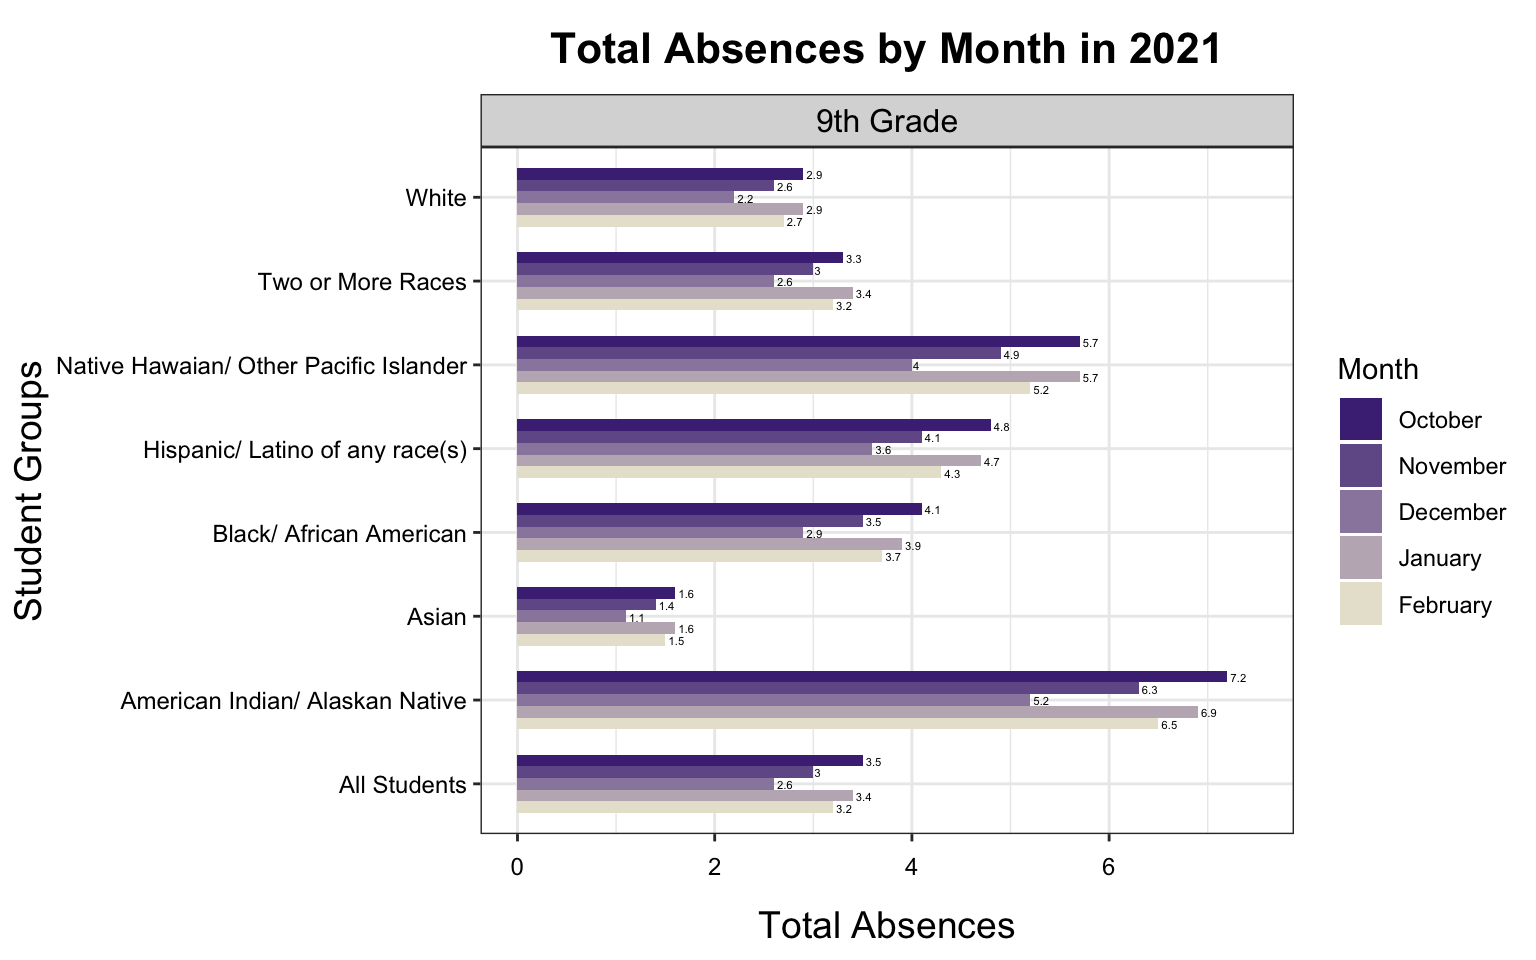 Total Absences by Month in 2021
9th Grade
Student Groups
White
2.9
2.6
2.2
2.9
2.7
Two or More Races
3.3
3
2.6
3.4
3.2
Native Hawaian/ Other Pacific Islander
5.7
4.9
4
5.7
5.2
Hispanic/ Latino of any race(s)
4.8
4.1
3.6
4.7
4.3
Black/ African American
4.1
3.5
2.9
3.9
3.7
Asian
1.6
1.4
1.1
1.6
1.5
American Indian/ Alaskan Native
7.2
6.3
5.2
6.9
6.5
All Students
3.5
3
2.6
3.4
3.2
0 2 4 6
Total Absences
Month
October
November
December
January
February